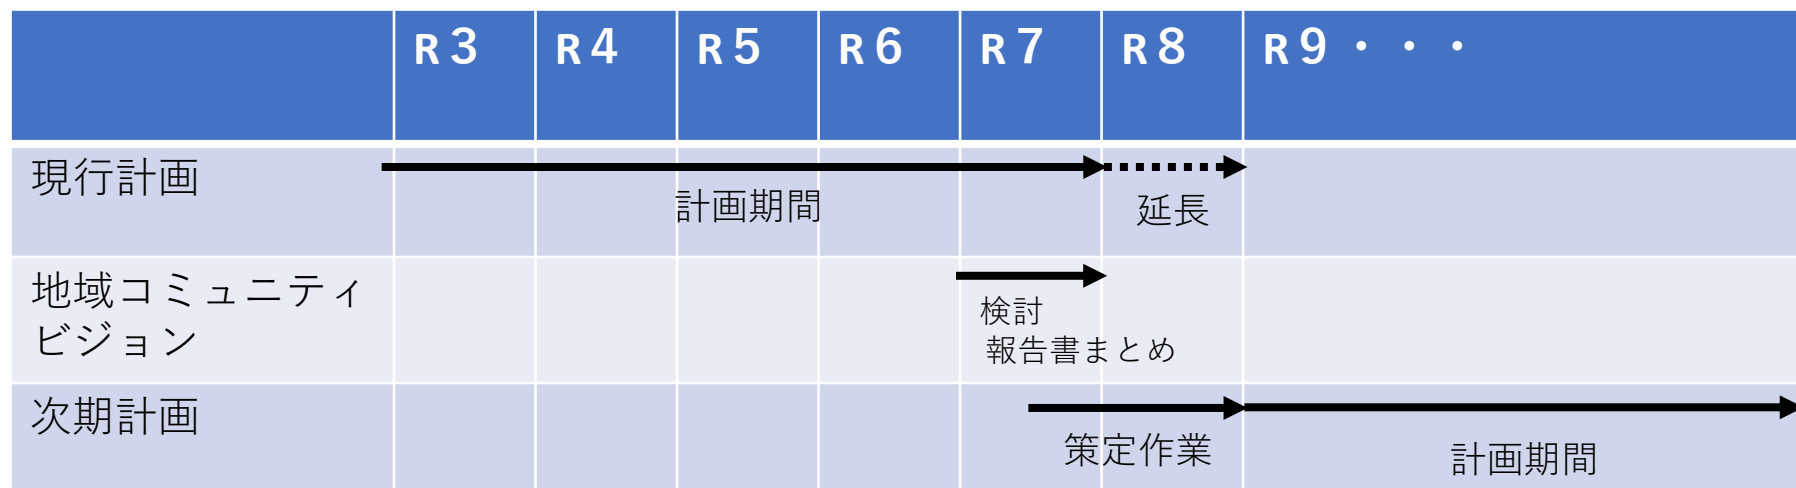 R3 R4 R5 R6 R7 R8 R9・・・
現行計画
計画期間
延長
地域コミュニティ
ビジョン
検討
報告書まとめ
次期計画
策定作業
計画期間